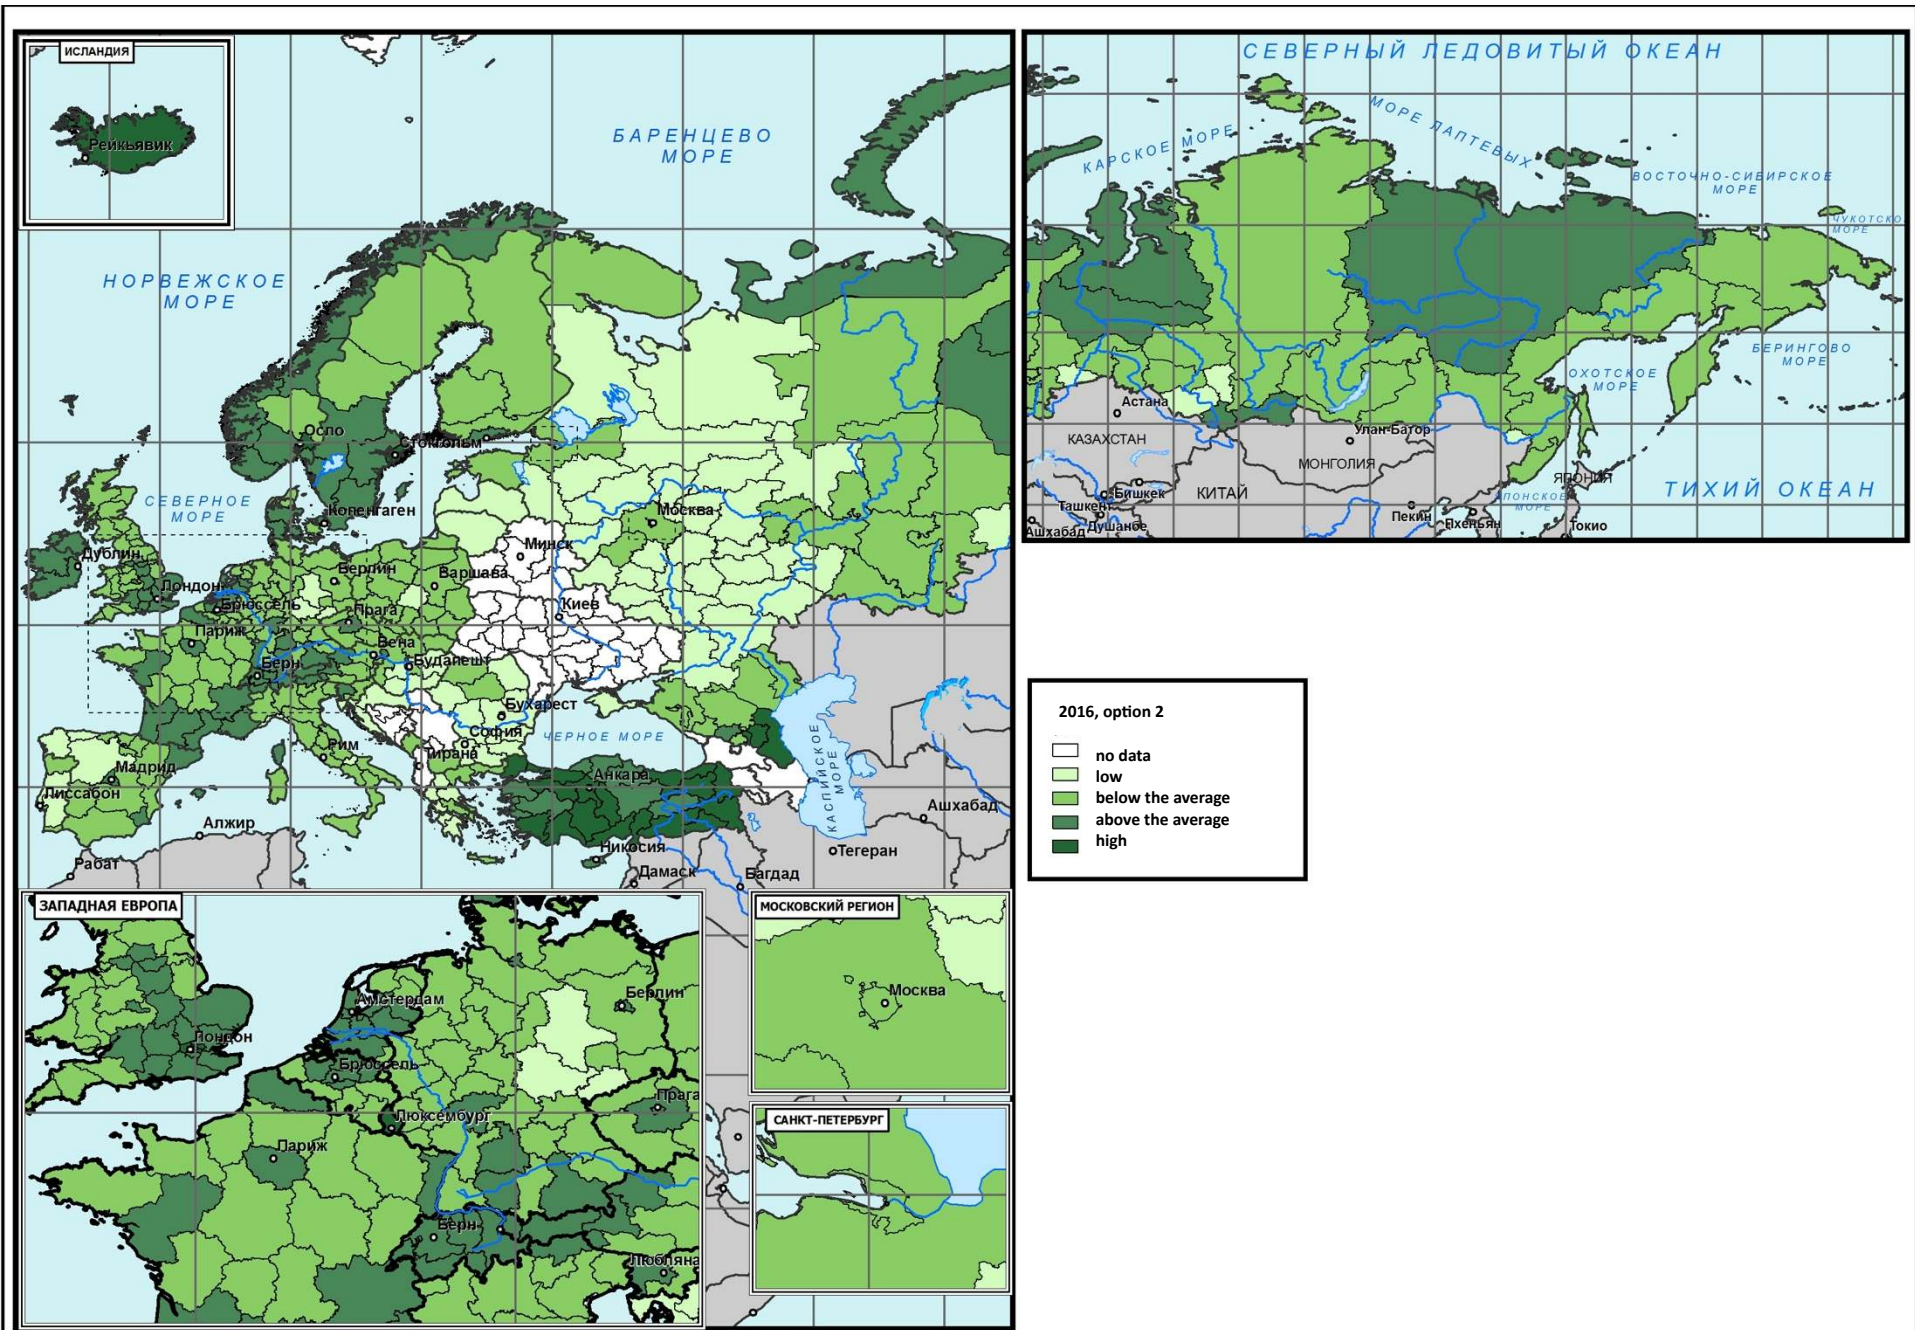 ИСЛАНДИЯ
Рейкьявик
БАРЕНЦЕВО
МОРЕ
НОРВЕЖСКОЕ
МОРЕ
Осло
Стокгольм
СЕВЕРНОЕ
МОРЕ
Копенгаген
Москва
Дублин
Минск
Берлин
Варшава
Лондон
Брюссель
Киев
Прага
Париж
Вена
Берн
Будапешт
Бухарест
София
ЧЕРНОЕ МОРЕ
Рим
Тирана
Мадрид
Анкара
Лиссабон
КАСПИЙСКОЕ
МОРЕ
Ашхабад
Алжир
Никосия
Тегеран
Рабат
Дамаск
Багдад
СЕВЕРНЫЙ ЛЕДОВИТЫЙ ОКЕАН
МОРЕ ЛАПТЕВЫХ
КАРСКОЕ МОРЕ
ВОСТОЧНО-СИБИРСКОЕ
МОРЕ
ЧУКОТСКО
МОРЕ
БЕРИНГОВО
МОРЕ
ОХОТСКОЕ
МОРЕ
Астана
Улан-Батор
КАЗАХСТАН
МОНГОЛИЯ
ЯПОНИЯ
КИТАЙ
Бишкек
ЯПОНСКОЕ
МОРЕ
ТИХИЙ ОКЕАН
Ташкент
Пекин
Пхеньян
Душанбе
Токио
Ашхабад
2016, option 2
no data
low
below the average
above the average
high
ЗАПАДНАЯ ЕВРОПА
Амстердам
Берлин
Лондон
Брюссель
Прага
Люксембург
Париж
Берн
Любляна
МОСКОВСКИЙ РЕГИОН
Москва
САНКТ-ПЕТЕРБУРГ